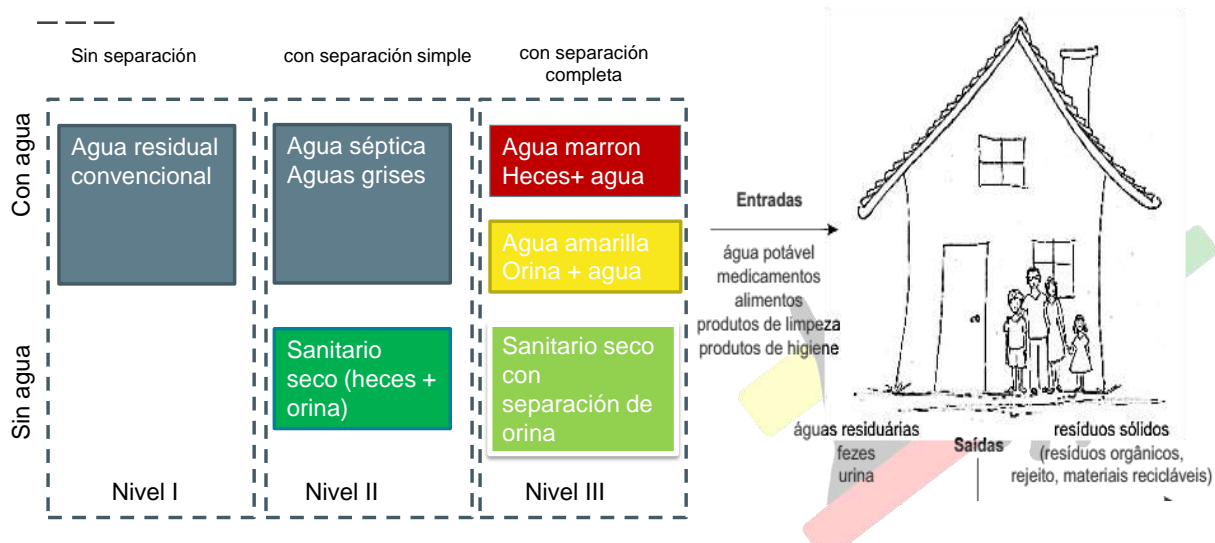 Sin separación
con separación simple
con separación
completa
Con agua
Agua residual
convencional
Agua séptica
Aguas grises
Agua marron
Heces+ agua
Agua amarilla
Orina + agua
Sin agua
Sanitario
seco (heces +
orina)
Sanitario seco
con
separación de
orina
Nivel I
Nivel II
Nivel III
Entradas
água potável
medicamentos
alimentos
produtos de limpeza
produtos de higiene
águas residuárias
fezes
urina
Saídas
resíduos sólidos
(resíduos orgânicos,
rejeito, materiais recicláveis)